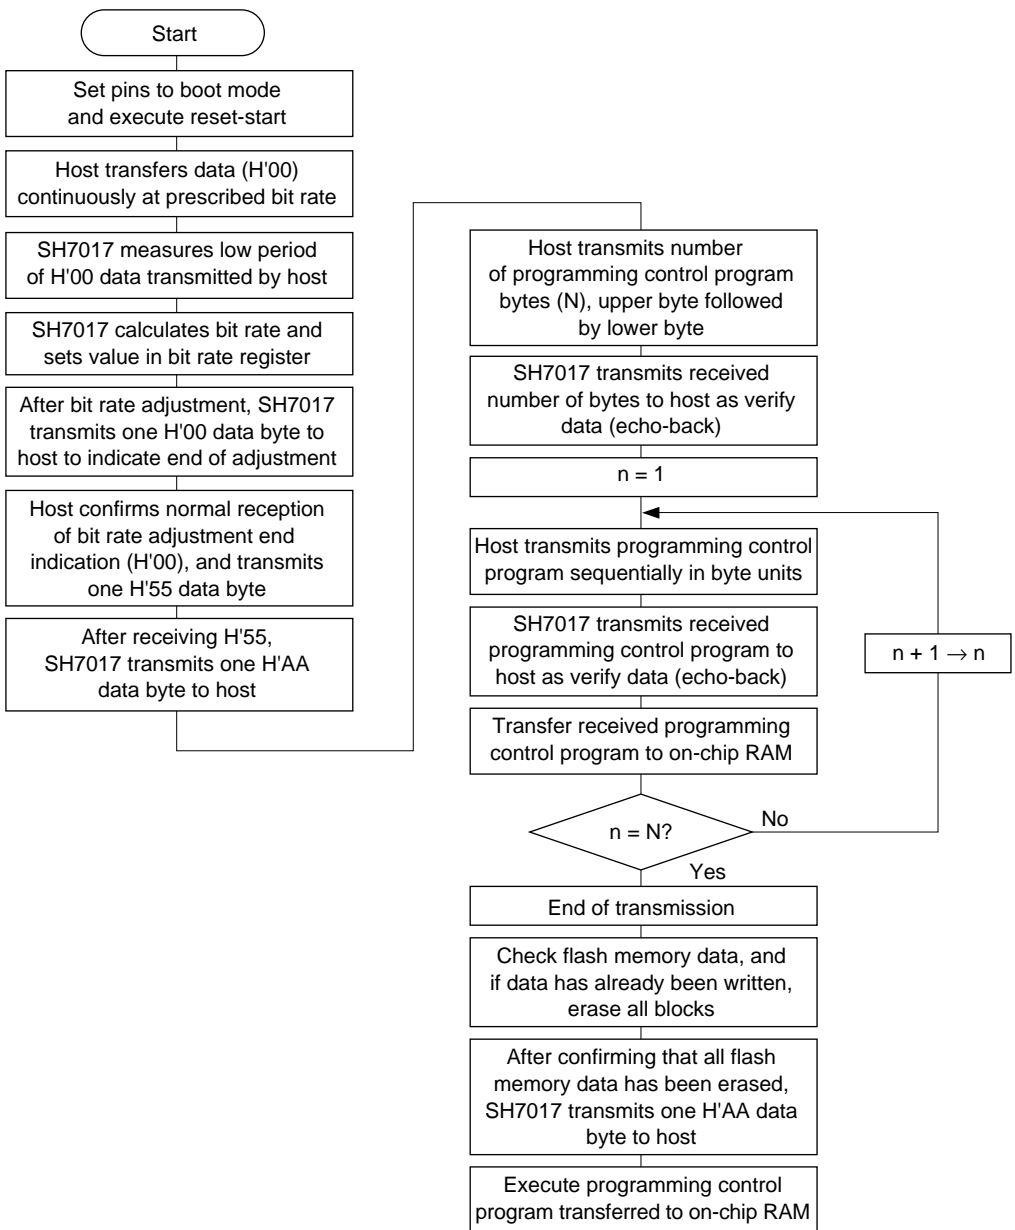 Start
Set pins to boot mode
and execute reset-start
Host transfers data (H'00)
continuously at prescribed bit rate
SH7017 measures low period
of H'00 data transmitted by host
SH7017 calculates bit rate and
sets value in bit rate register
After bit rate adjustment, SH7017
transmits one H'00 data byte to
host to indicate end of adjustment
Host confirms normal reception
of bit rate adjustment end
indication (H'00), and transmits
one H'55 data byte
After receiving H'55,
SH7017 transmits one H'AA
data byte to host
Host transmits number
of programming control program
bytes (N), upper byte followed
by lower byte
SH7017 transmits received
number of bytes to host as verify
data (echo-back)
n = 1
Host transmits programming control
program sequentially in byte units
SH7017 transmits received
programming control program to
host as verify data (echo-back)
n + 1 → n
Transfer received programming
control program to on-chip RAM
n = N?
No
Yes
End of transmission
Check flash memory data, and
if data has already been written,
erase all blocks
After confirming that all flash
memory data has been erased,
SH7017 transmits one H'AA data
byte to host
Execute programming control
program transferred to on-chip RAM